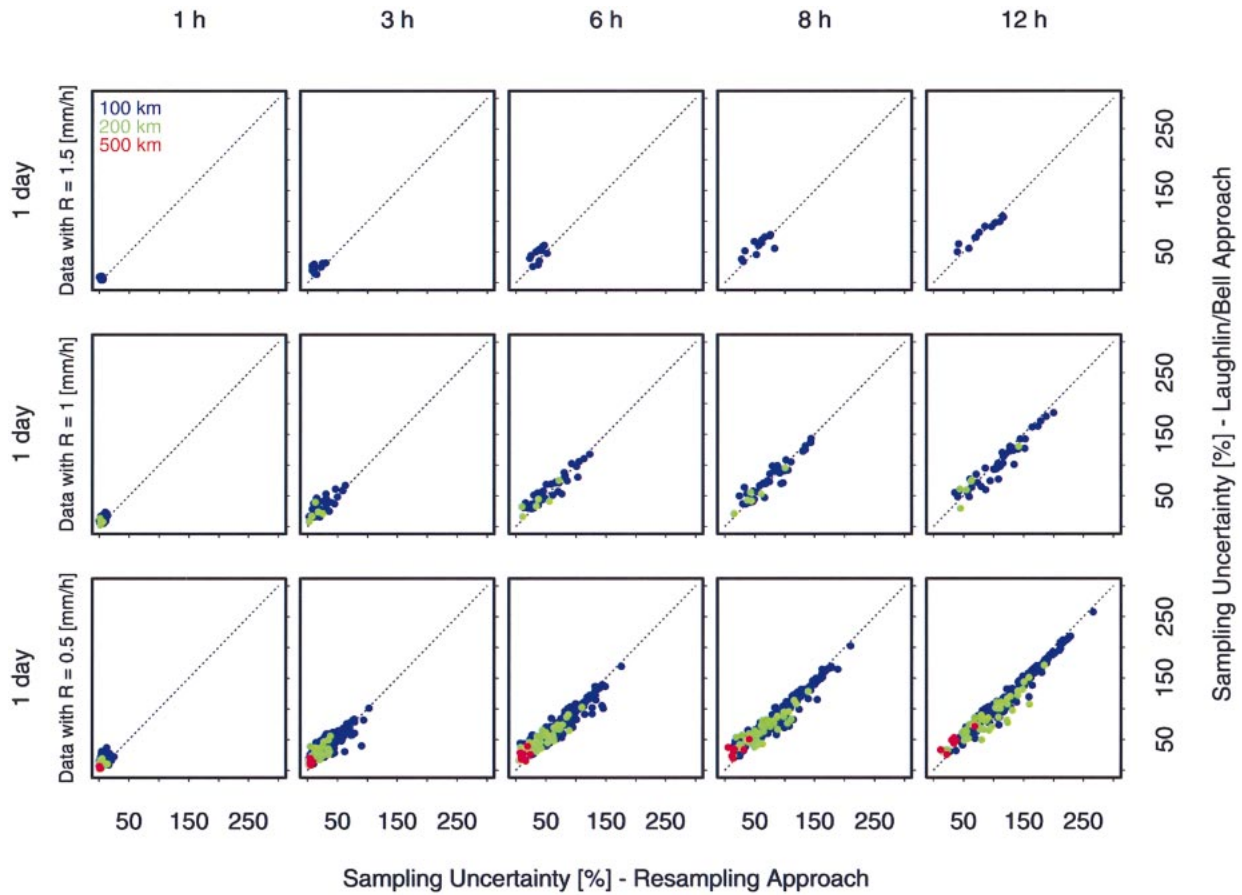 1 h 3 h 6 h 8 h 12 h
1 day
Data with R = 1.5 [mm/h]
100 km
200 km
500 km
250
150
50
1 day
Data with R = 1 [mm/h]
250
150
50
1 day
Data with R = 0.5 [mm/h]
250
150
50
Sampling Uncertainty [%] - Laughlin/Bell Approach
50 150 250 50 150 250 50 150 250 50 150 250 50 150 250
Sampling Uncertainty [%] - Resampling Approach